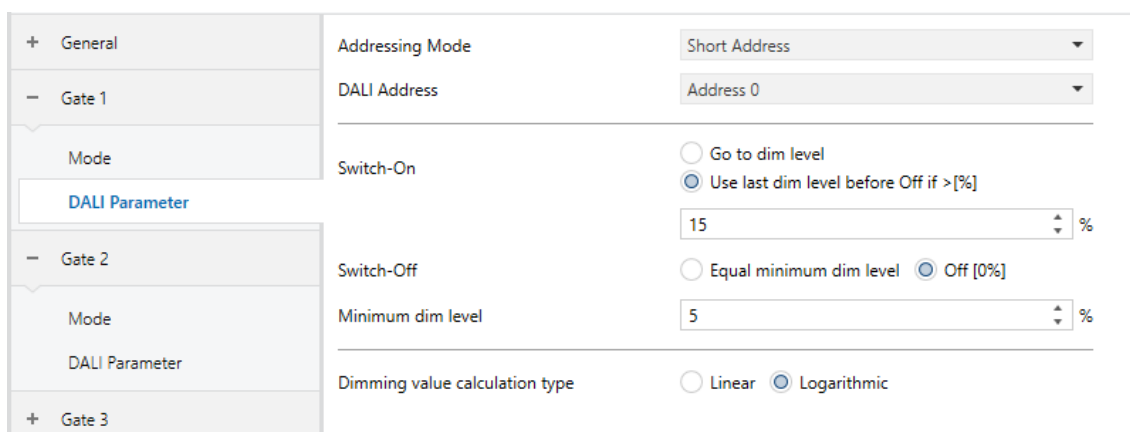 + General
− Gate 1
Mode
DALI Parameter
− Gate 2
Mode
DALI Parameter
+ Gate 3
Addressing Mode Short Address
DALI Address Address 0
Switch-On Go to dim level
Use last dim level before Off if >[%]
15 %
Switch-Off Equal minimum dim level Off [0%]
Minimum dim level 5 %
Dimming value calculation type Linear Logarithmic